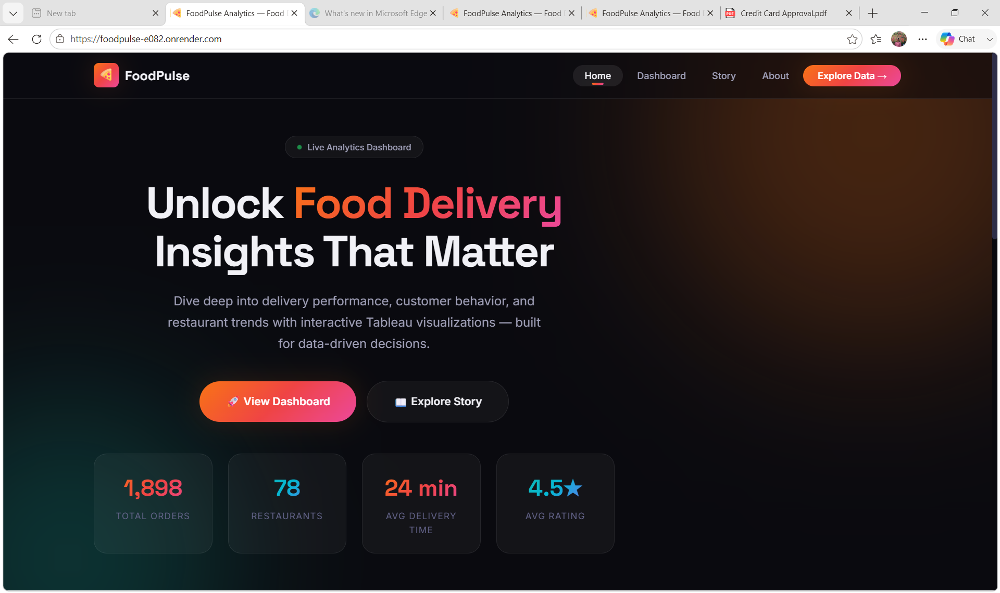 New tab
FoodPulse Analytics — Food
What's new in Microsoft Edge
FoodPulse Analytics — Food
FoodPulse Analytics — Food
PDF
Credit Card Approval.pdf
https://foodpulse-e082.onrender.com
Chat
FoodPulse
Home
Dashboard
Story
About
Explore Data →
Live Analytics Dashboard
Unlock Food Delivery
Insights That Matter
Dive deep into delivery performance, customer behavior, and
restaurant trends with interactive Tableau visualizations — built
for data-driven decisions.
🚀 View Dashboard
📖 Explore Story
1,898
TOTAL ORDERS
78
RESTAURANTS
24 min
AVG DELIVERY
TIME
4.5★
AVG RATING